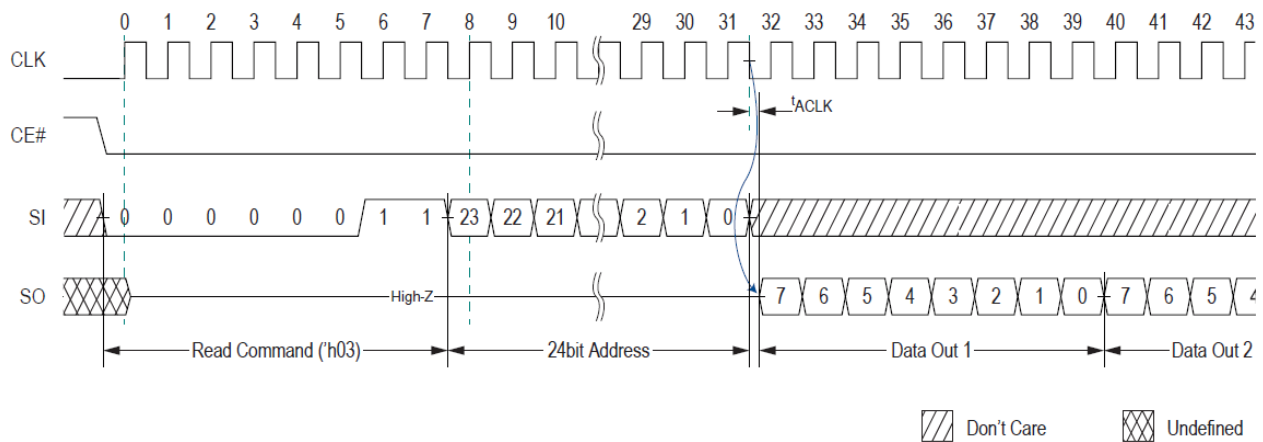 0 1 2 3 4 5 6 7 8 9 10 29 30 31 32 33 34 35 36 37 38 39 40 41 42 43
CLK
tACLK
CE#
SI 0 0 0 0 0 0 1 1 23 22 21 2 1 0
SO High-Z 7 6 5 4 3 2 1 0 7 6 5 4
Read Command ('h03) 24bit Address Data Out 1 Data Out 2
Don't Care Undefined